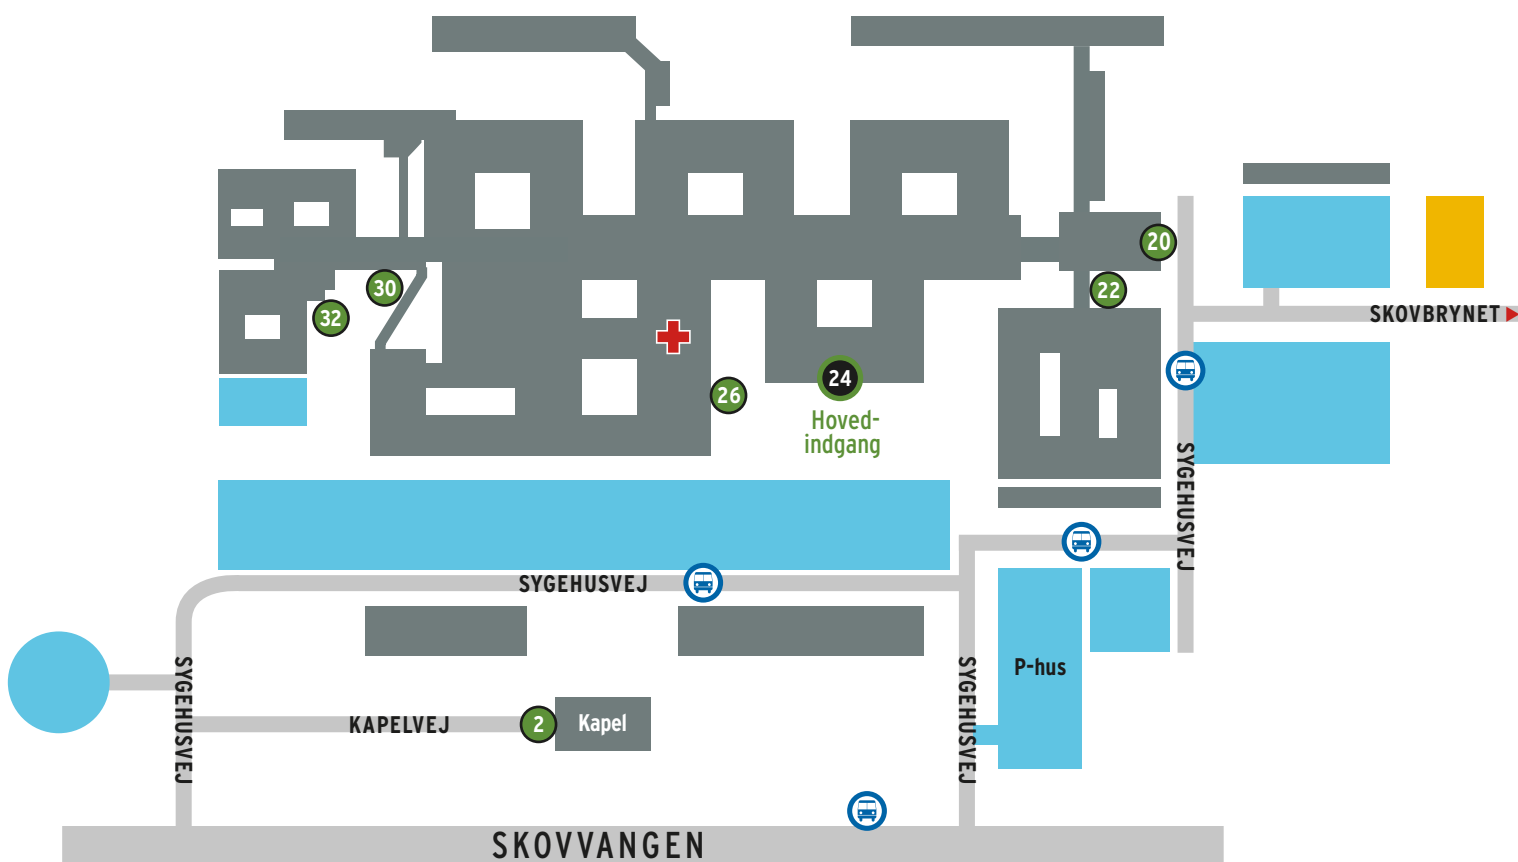 20
30
22
32
SKOVBRYNET
24
26
Hoved-
indgang
SYGEHUSVEJ
SYGEHUSVEJ
SYGEHUSVEJ
SYGEHUSVEJ
P-hus
KAPELVEJ
2
Kapel
SKOVVANGEN